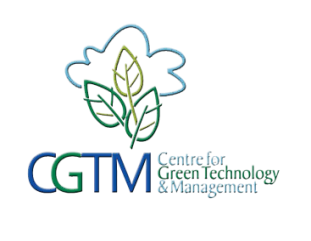 CGTM
Centre for
Green Technology
& Management